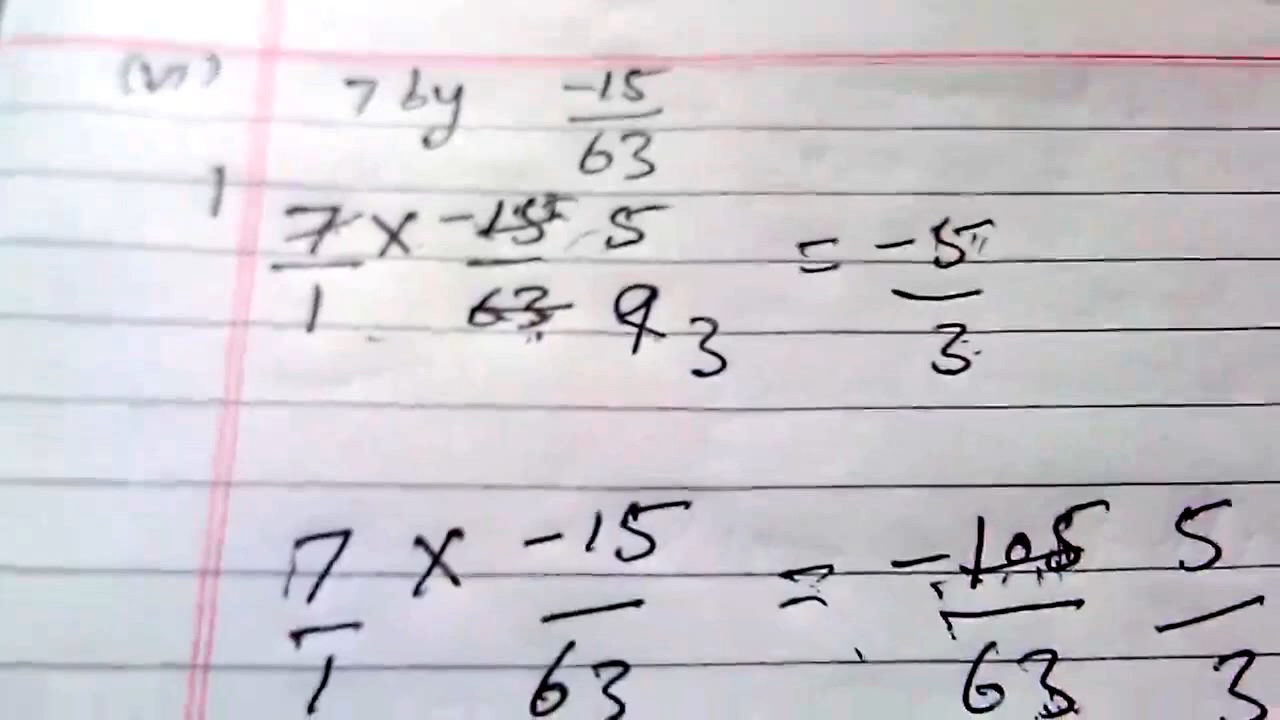 (vi) 7 by -15/63
1
7/1 × -15/63 5/9 3 = -5/3
7/1 × -15/63 = -105/63 5/3